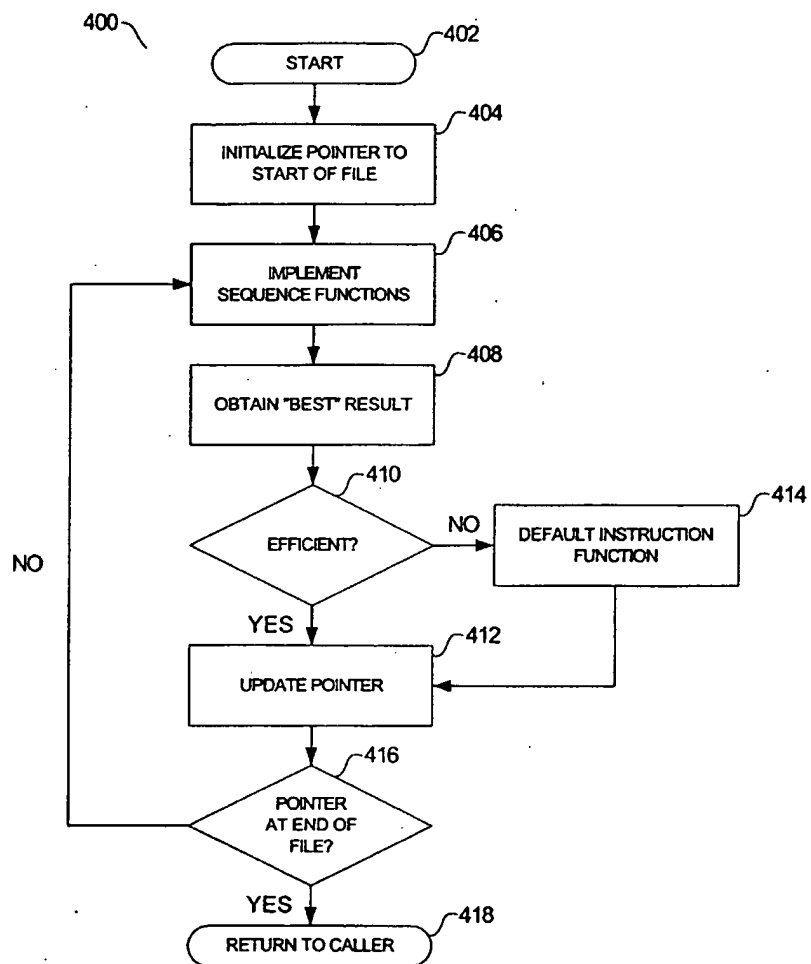 400
402
START
404
INITIALIZE POINTER TO
START OF FILE
406
IMPLEMENT
SEQUENCE FUNCTIONS
408
OBTAIN "BEST" RESULT
410
EFFICIENT?
NO
414
DEFAULT INSTRUCTION
FUNCTION
YES
412
UPDATE POINTER
NO
416
POINTER
AT END OF
FILE?
YES
418
RETURN TO CALLER